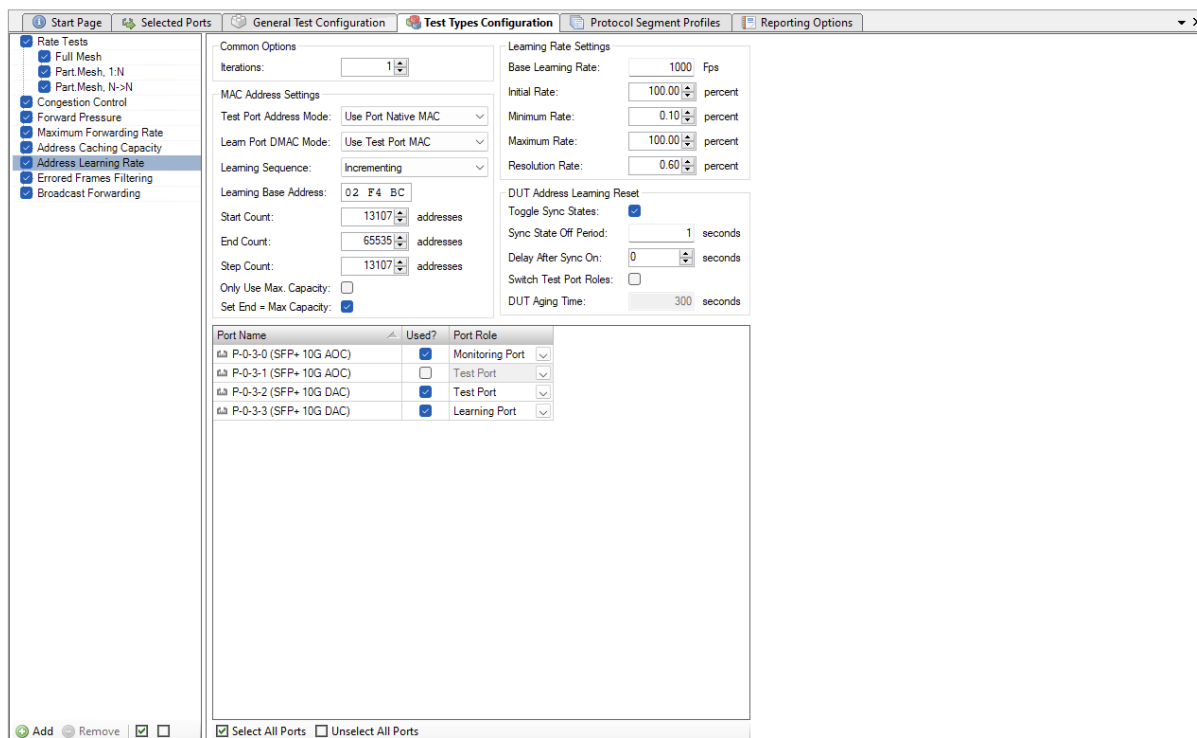 Start Page
Selected Ports
General Test Configuration
Test Types Configuration
Protocol Segment Profiles
Reporting Options
Rate Tests
Full Mesh
Part.Mesh, 1:N
Part.Mesh, N->N
Congestion Control
Forward Pressure
Maximum Forwarding Rate
Address Caching Capacity
Address Learning Rate
Errored Frames Filtering
Broadcast Forwarding
Common Options
Iterations: 1
MAC Address Settings
Test Port Address Mode: Use Port Native MAC
Learn Port DMAC Mode: Use Test Port MAC
Learning Sequence: Incrementing
Learning Base Address: 02 F4 BC
Start Count: 13107 addresses
End Count: 65535 addresses
Step Count: 13107 addresses
Only Use Max. Capacity:
Set End = Max Capacity:
Learning Rate Settings
Base Learning Rate: 1000 Fps
Initial Rate: 100.00 percent
Minimum Rate: 0.10 percent
Maximum Rate: 100.00 percent
Resolution Rate: 0.60 percent
DUT Address Learning Reset
Toggle Sync States:
Sync State Off Period: 1 seconds
Delay After Sync On: 0 seconds
Switch Test Port Roles:
DUT Aging Time: 300 seconds
Port Name Used? Port Role
P-0-3-0 (SFP+ 10G AOC) Monitoring Port
P-0-3-1 (SFP+ 10G AOC) Test Port
P-0-3-2 (SFP+ 10G DAC) Test Port
P-0-3-3 (SFP+ 10G DAC) Learning Port
Add Remove
Select All Ports Unselect All Ports